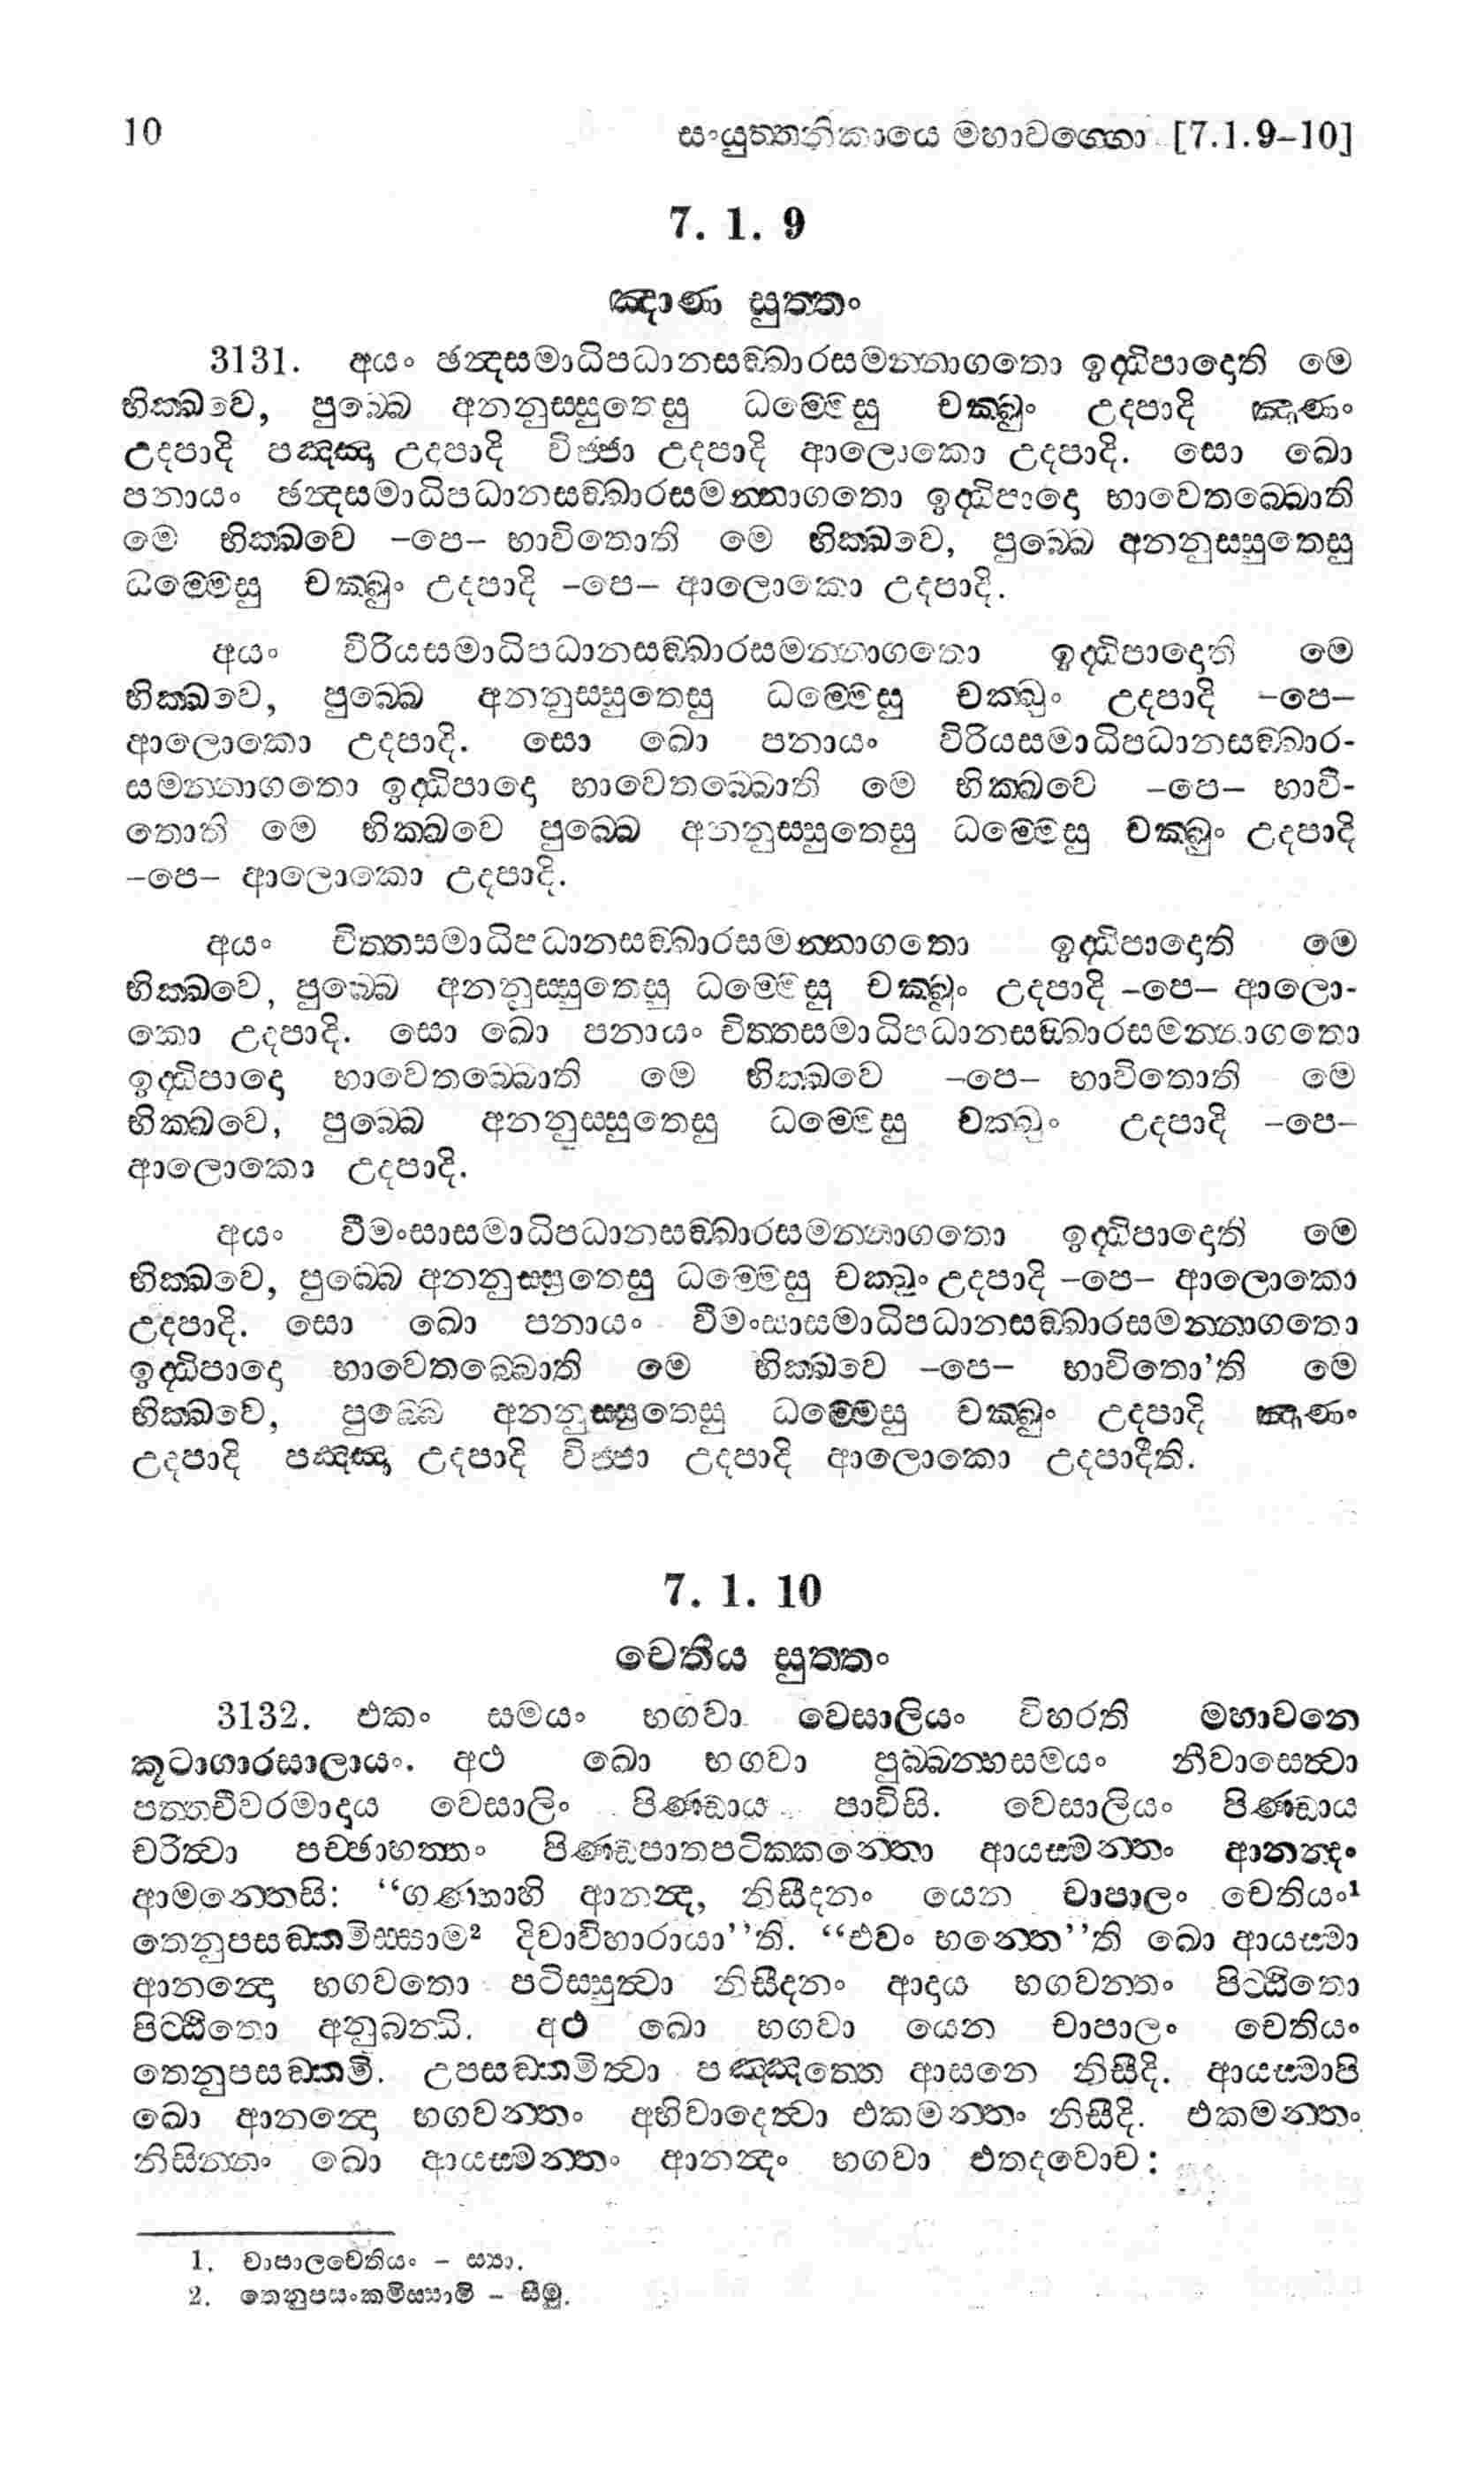 10 සංයුත්තනිකායෙ මහාවග්ගො [7.1.9–10]
7. 1. 9
ඤාණ සුත්තං
3131. අයං ඡන්දසමාධිපධානසඞ්ඛාරසමන්නාගතො ඉද්ධිපාදොති මෙ
භික්ඛවෙ, පුබ්බෙ අනනුස්සුතෙසු ධම්මෙසු චක්ඛුං උදපාදි ඤාණං
උදපාදි පඤ්ඤා උදපාදි විජ්ජා උදපාදි ආලොකො උදපාදි. සො ඛො
පනායං ඡන්දසමාධිපධානසඞ්ඛාරසමන්නාගතො ඉද්ධිපාදො භාවෙතබ්බොති
මෙ භික්ඛවෙ –පෙ– භාවිතොති මෙ භික්ඛවෙ, පුබ්බෙ අනනුස්සුතෙසු
ධම්මෙසු චක්ඛුං උදපාදි –පෙ– ආලොකො උදපාදි.
අයං විරියසමාධිපධානසඞ්ඛාරසමන්නාගතො ඉද්ධිපාදොති මෙ
භික්ඛවෙ, පුබ්බෙ අනනුස්සුතෙසු ධම්මෙසු චක්ඛුං උදපාදි –පෙ–
ආලොකො උදපාදි. සො ඛො පනායං විරියසමාධිපධානසඞ්ඛාර-
සමන්නාගතො ඉද්ධිපාදො භාවෙතබ්බොති මෙ භික්ඛවෙ –පෙ– භාවි-
තොති මෙ භික්ඛවෙ පුබ්බෙ අනනුස්සුතෙසු ධම්මෙසු චක්ඛුං උදපාදි
–පෙ– ආලොකො උදපාදි.
අයං චිත්තසමාධිපධානසඞ්ඛාරසමන්නාගතො ඉද්ධිපාදොති මෙ
භික්ඛවෙ, පුබ්බෙ අනනුස්සුතෙසු ධම්මෙසු චක්ඛුං උදපාදි –පෙ– ආලො-
කො උදපාදි. සො ඛො පනායං චිත්තසමාධිපධානසඞ්ඛාරසමන්නාගතො
ඉද්ධිපාදො භාවෙතබ්බොති මෙ භික්ඛවෙ –පෙ– භාවිතොති මෙ
භික්ඛවෙ, පුබ්බෙ අනනුස්සුතෙසු ධම්මෙසු චක්ඛුං උදපාදි –පෙ–
ආලොකො උදපාදි.
අයං වීමංසාසමාධිපධානසඞ්ඛාරසමන්නාගතො ඉද්ධිපාදොති මෙ
භික්ඛවෙ, පුබ්බෙ අනනුස්සුතෙසු ධම්මෙසු චක්ඛුං උදපාදි –පෙ– ආලොකො
උදපාදි. සො ඛො පනායං වීමංසාසමාධිපධානසඞ්ඛාරසමන්නාගතො
ඉද්ධිපාදො භාවෙතබ්බොති මෙ භික්ඛවෙ –පෙ– භාවිතො’ති මෙ
භික්ඛවෙ, පුබ්බෙ අනනුස්සුතෙසු ධම්මෙසු චක්ඛුං උදපාදි ඤාණං
උදපාදි පඤ්ඤා උදපාදි විජ්ජා උදපාදි ආලොකො උදපාදීති.
7. 1. 10
චෙතිය සුත්තං
3132. එකං සමයං භගවා වෙසාලියං විහරති මහාවනෙ
කූටාගාරසාලායං. අථ ඛො භගවා පුබ්බන්හසමයං නිවාසෙත්වා
පත්තචීවරමාදාය වෙසාලිං පිණ්ඩාය පාවිසි. වෙසාලියං පිණ්ඩාය
චරිත්වා පච්ඡාභත්තං පිණ්ඩපාතපටික්කන්තො ආයස්මන්තං ආනන්දං
ආමන්තෙසි: “ගණ්හාහි ආනන්ද, නිසීදනං යෙන චාපාලං චෙතියං¹
තෙනුපසඞ්කමිස්සාම² දිවාවිහාරායා”ති. “එවං භන්තෙ”ති ඛො ආයස්මා
ආනන්දො භගවතො පටිස්සුත්වා නිසීදනං ආදාය භගවන්තං පිට්ඨිතො
පිට්ඨිතො අනුබන්ධි. අථ ඛො භගවා යෙන චාපාලං චෙතියං
තෙනුපසඞ්කමි. උපසඞ්කමිත්වා පඤ්ඤත්තෙ ආසනෙ නිසීදි. ආයස්මාපි
ඛො ආනන්දො භගවන්තං අභිවාදෙත්වා එකමන්තං නිසීදි. එකමන්තං
නිසින්නං ඛො ආයස්මන්තං ආනන්දං භගවා එතදවොච:
1. චාපාලචෙතියං – ස්‍යා.
2. තෙනුපසංකමිස්‍සාමි – සීමු.